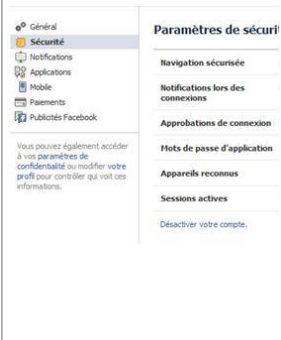 Général
Sécurité
Notifications
Applications
Mobile
Paiements
Publicités Facebook
Vous pouvez également accéder
à vos paramètres de
confidentialité ou modifier votre
profil pour contrôler qui voit ces
informations.
Paramètres de sécuri
Navigation sécurisée
Notifications lors des
connexions
Approbations de connexion
Mots de passe d'application
Appareils reconnus
Sessions actives
Désactiver votre compte.